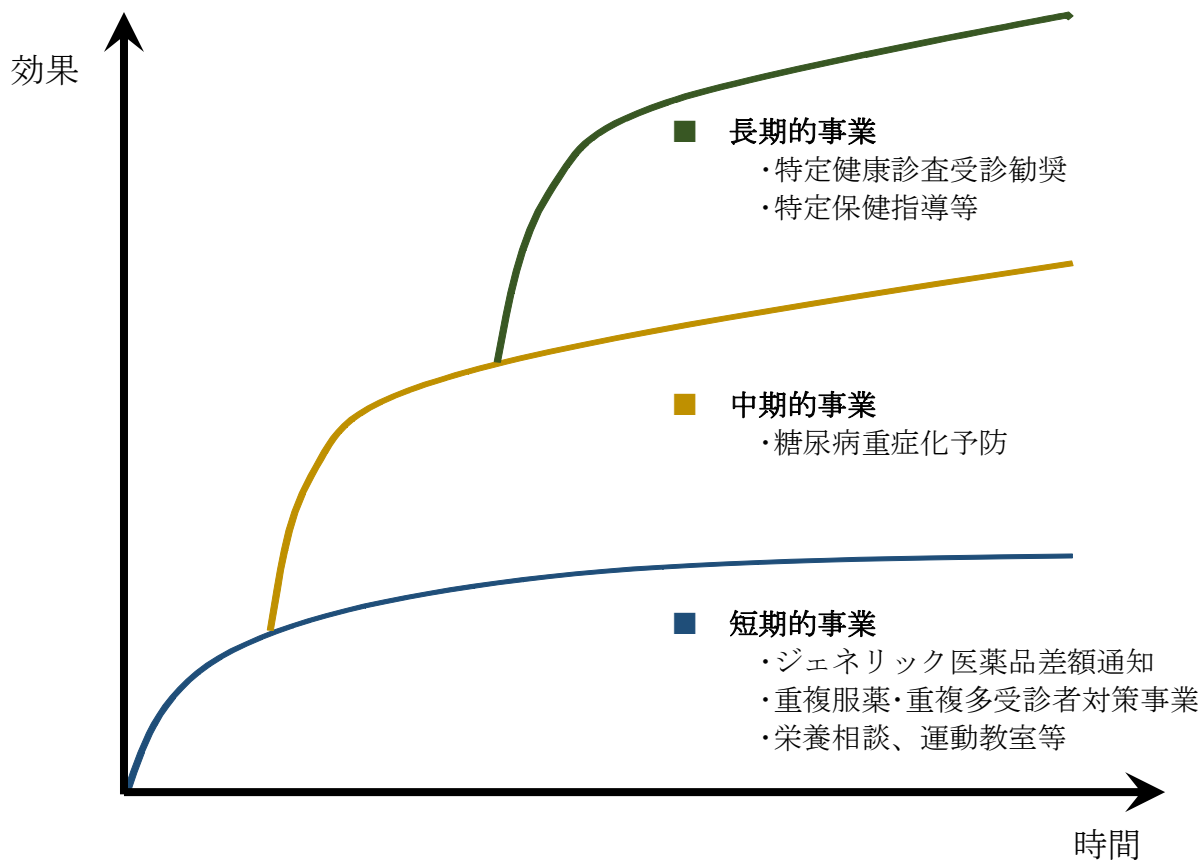 効果
長期的事業
・特定健康診査受診勧奨
・特定保健指導等
中期的事業
・糖尿病重症化予防
短期的事業
・ジェネリック医薬品差額通知
・重複服薬・重複多受診者対策事業
・栄養相談、運動教室等
時間